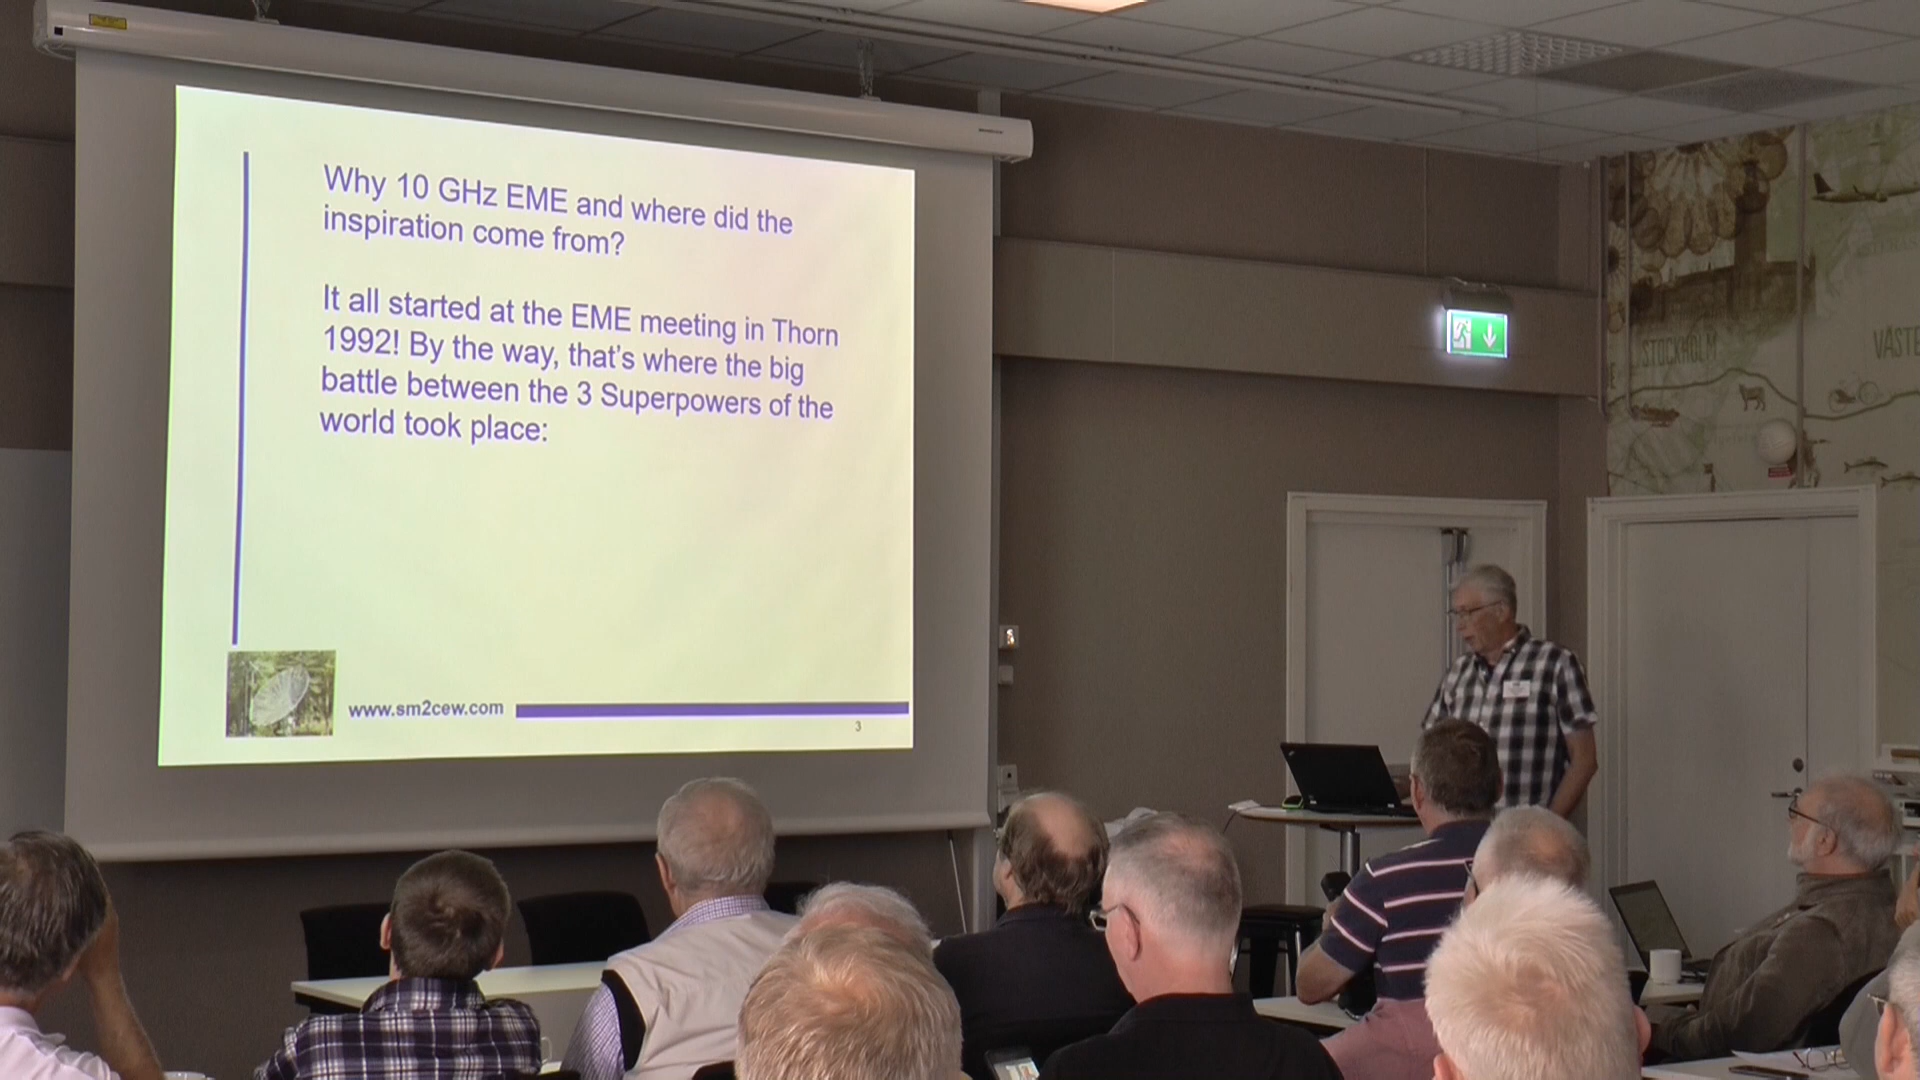 Why 10 GHz EME and where did the
inspiration come from?
It all started at the EME meeting in Thorn
1992! By the way, that's where the big
battle between the 3 Superpowers of the
world took place:
www.sm2cew.com
3
STOCKHOLM
VÄSTE